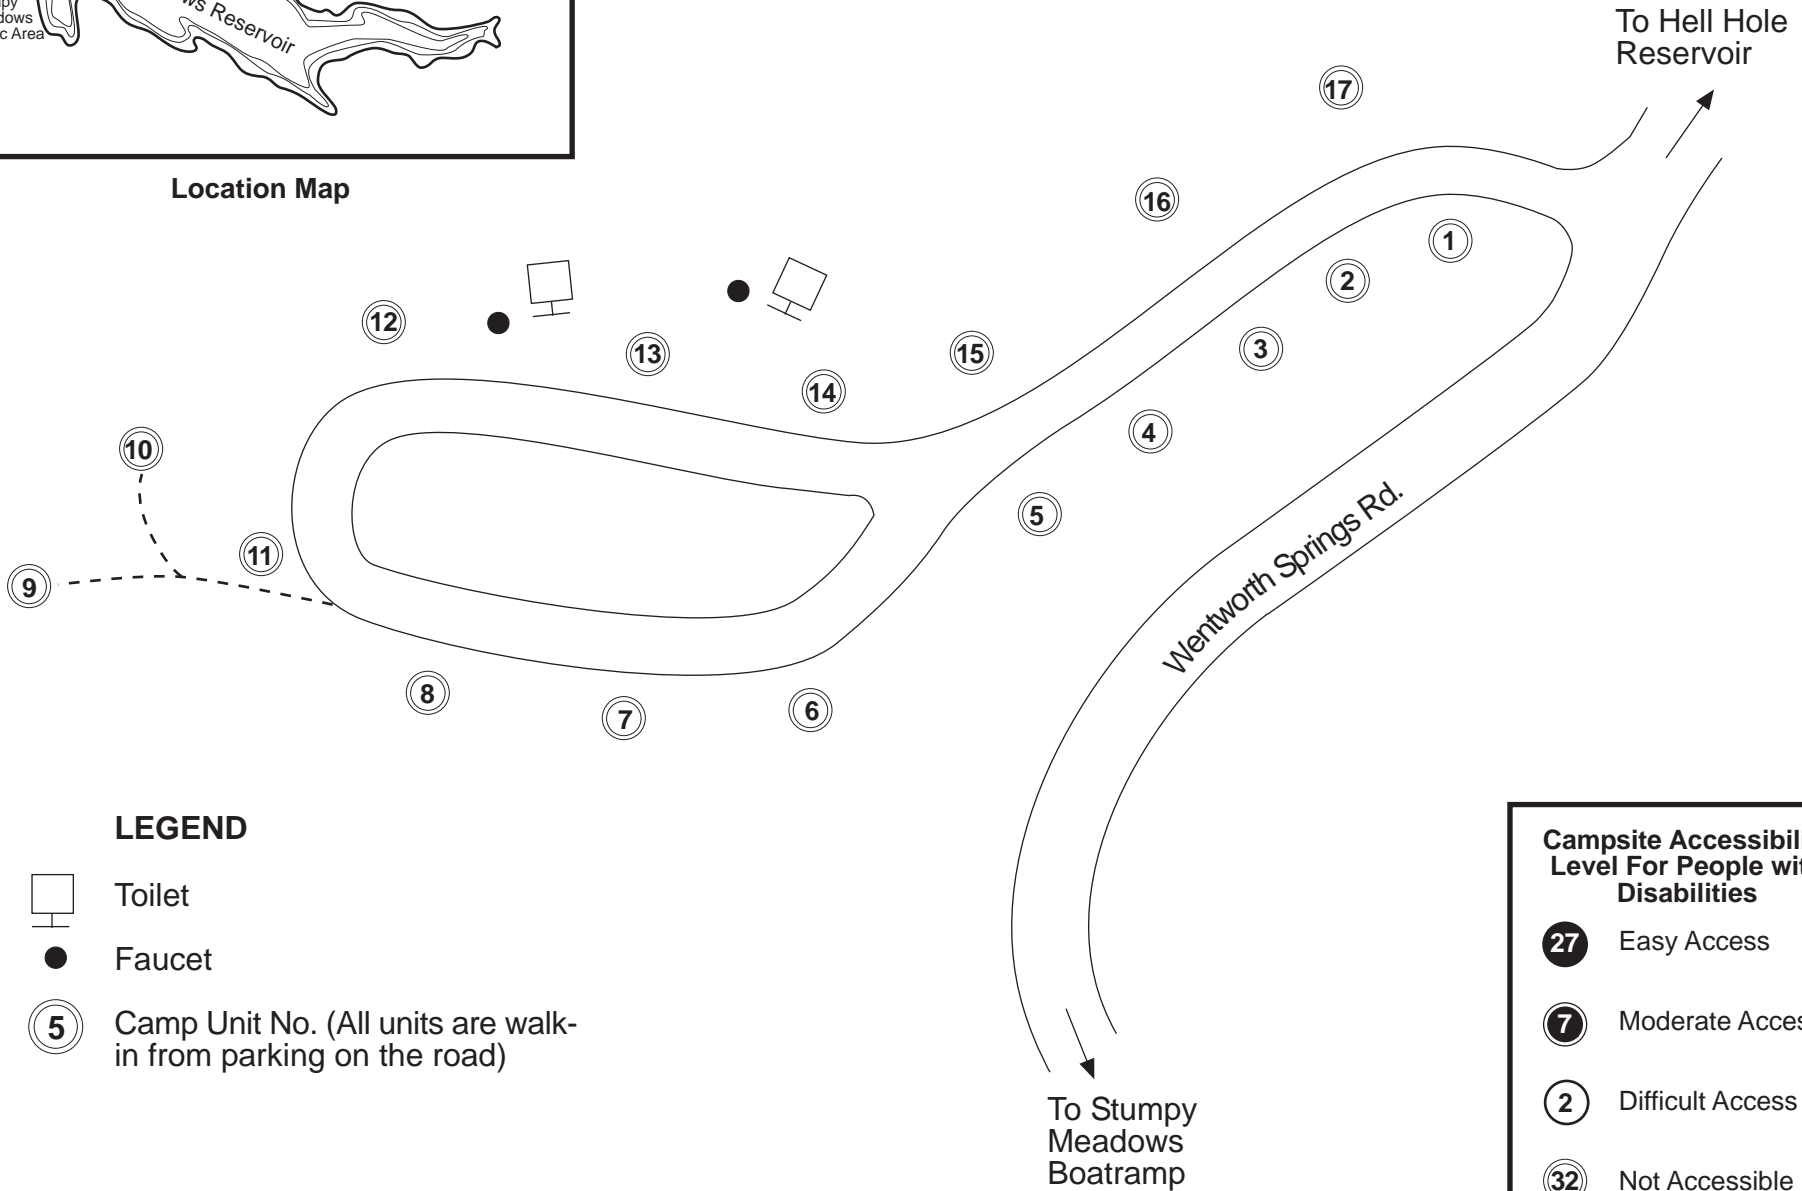 Area
ws Reservoir
To Hell Hole
Reservoir
Location Map
17
16
1
2
12
13
15
3
14
4
10
5
11
9
Wentworth Springs Rd.
8
7
6
LEGEND
Toilet
Faucet
5 Camp Unit No. (All units are walk-
in from parking on the road)
To Stumpy
Meadows
Boatramp
Campsite Accessibili
Level For People wit
Disabilities
27 Easy Access
7 Moderate Acces
2 Difficult Access
32 Not Accessible